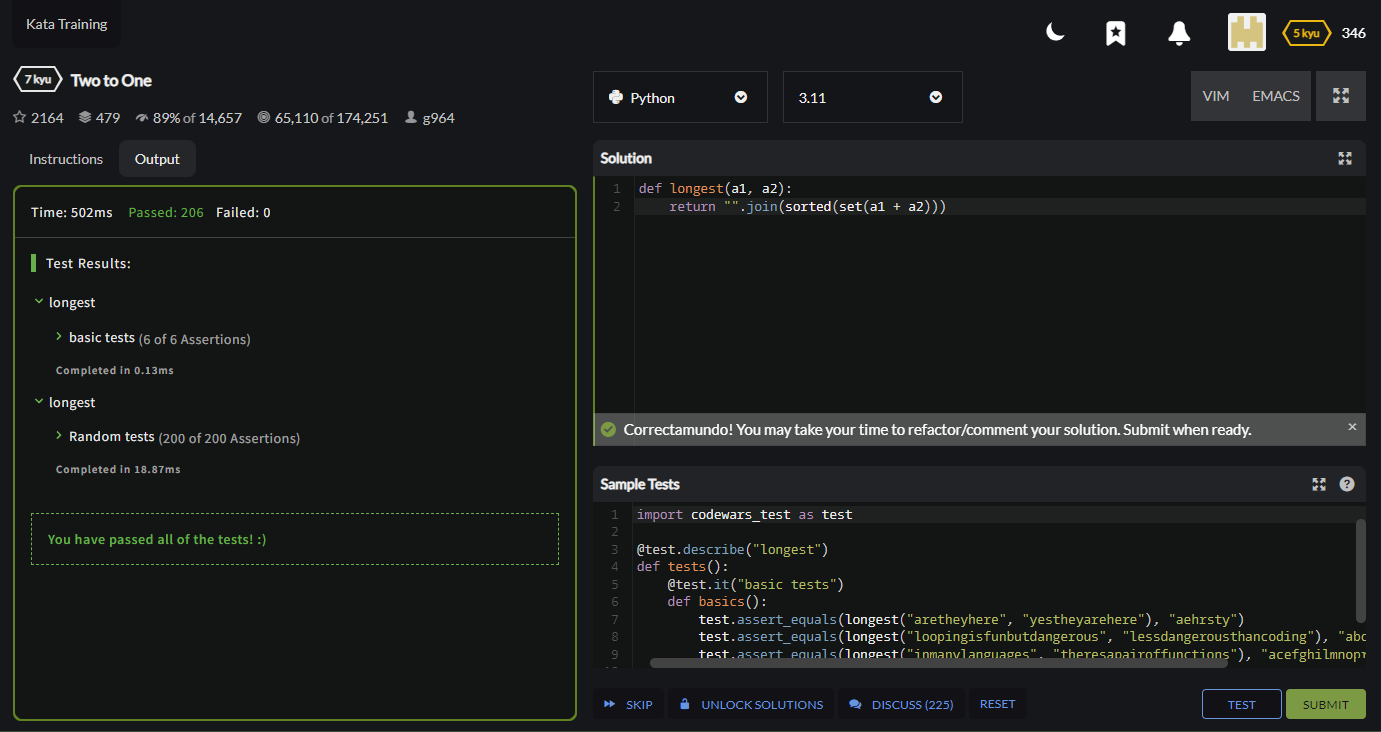 Kata Training
5 kyu 346
7 kyu Two to One
2164 479 89% of 14,657 65,110 of 174,251 g964
Instructions Output
Time: 502ms Passed: 206 Failed: 0
Test Results:
longest
basic tests (6 of 6 Assertions)
Completed in 0.13ms
longest
Random tests (200 of 200 Assertions)
Completed in 18.87ms
You have passed all of the tests! :)
Python 3.11 VIM EMACS
Solution
1 def longest(a1, a2):
2 return "".join(sorted(set(a1 + a2)))
Correctamundo! You may take your time to refactor/comment your solution. Submit when ready. ×
Sample Tests ?
1 import codewars_test as test
2
3 @test.describe("longest")
4 def tests():
5 @test.it("basic tests")
6 def basics():
7 test.assert_equals(longest("aretheyhere", "yestheyarehere"), "aehrsty")
8 test.assert_equals(longest("loopingisfunbutdangerous", "lessdangerousthancoding"), "abc
9 test.assert_equals(longest("inmanylanguages", "theresapairoffunctions"), "acefghilmnopr
SKIP UNLOCK SOLUTIONS DISCUSS (225) RESET TEST SUBMIT